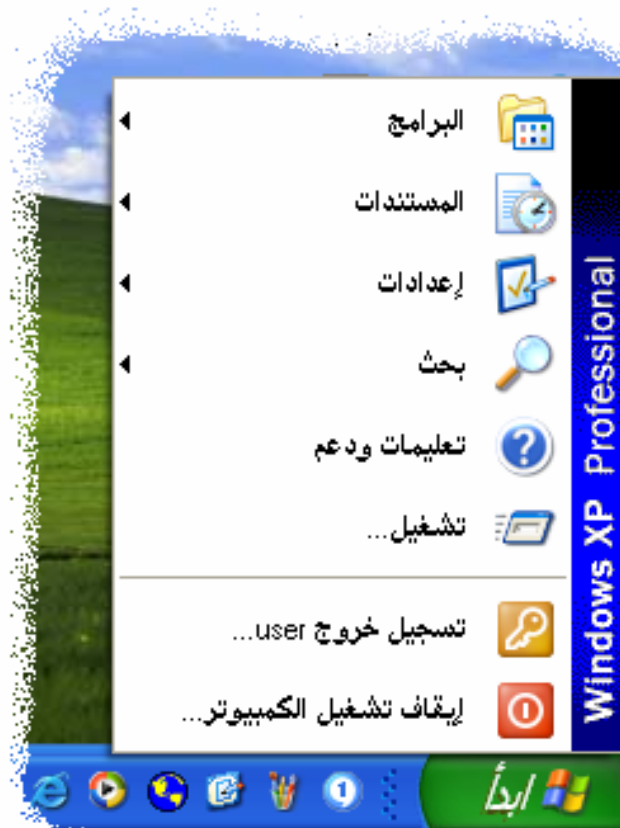 البرامج
المستندات
إعدادات
بحث
تعليمات ودعم
تشغيل...
تسجيل خروج user...
إيقاف تشغيل الكمبيوتر...
Windows XP Professional
ابدأ